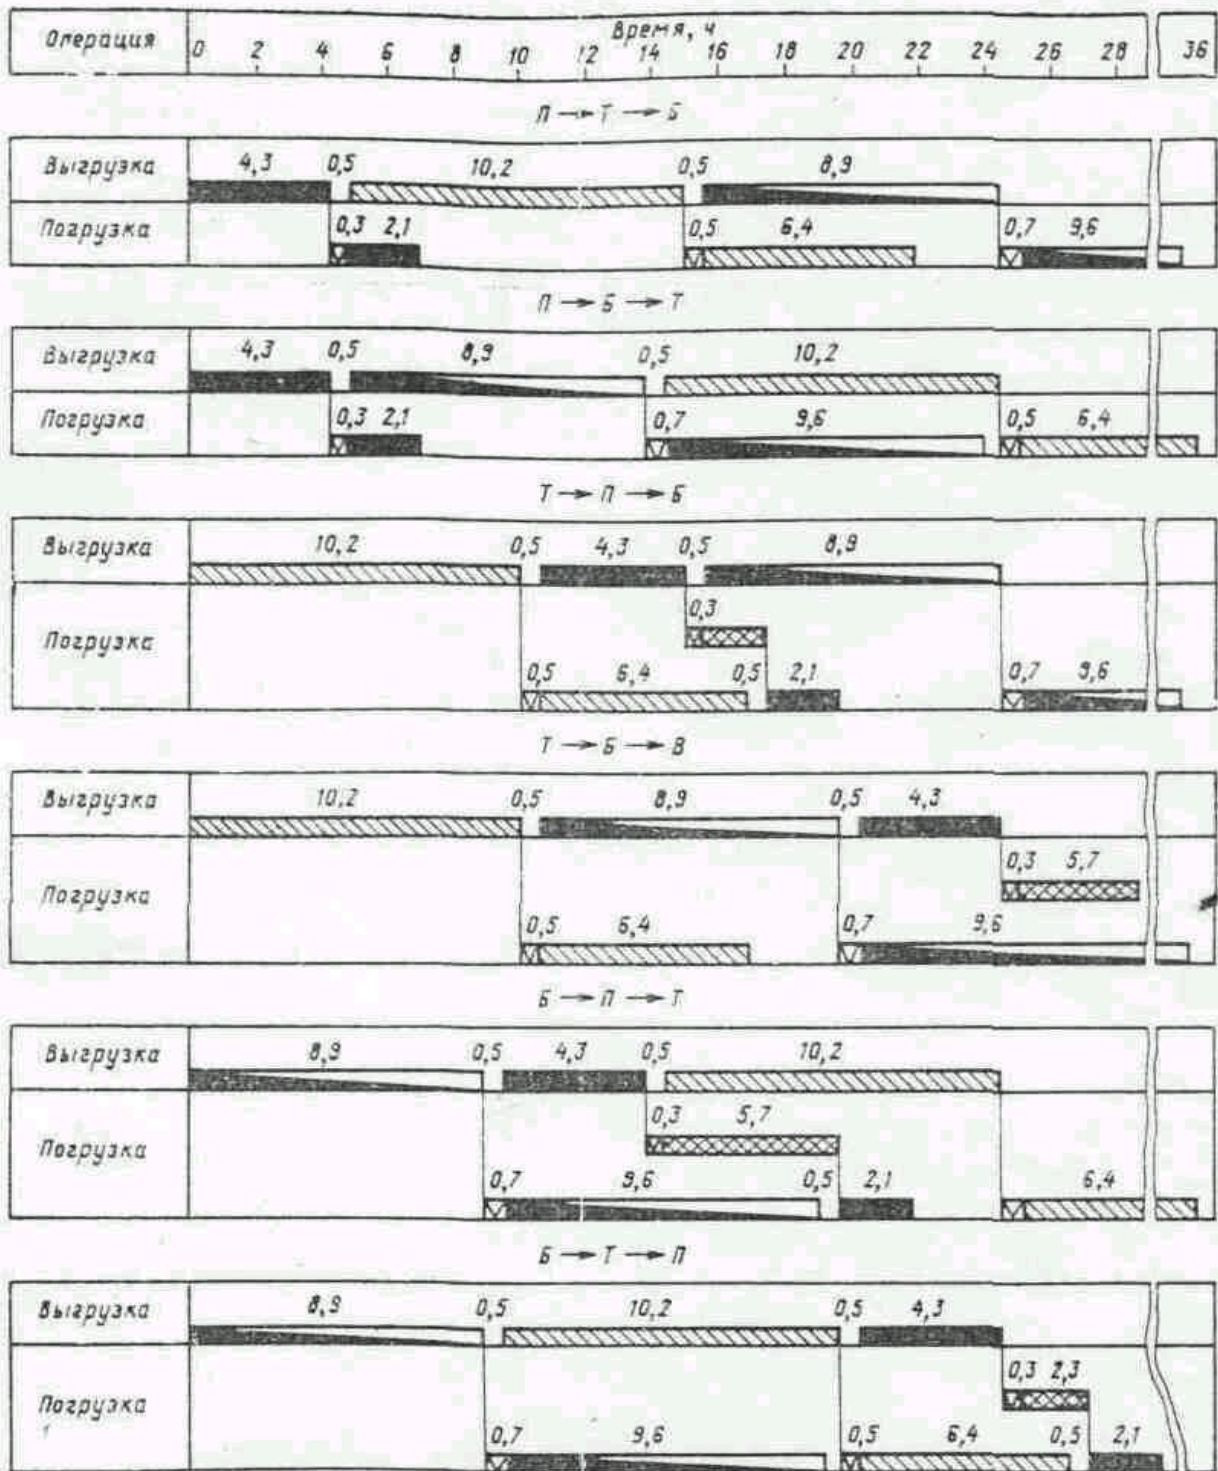 Операция
Время, ч
0 2 4 6 8 10 12 14 16 18 20 22 24 26 28 36
П → Т → Б
Выгрузка 4,3 0,5 10,2 0,5 8,9
Погрузка 0,3 2,1 0,5 6,4 0,7 9,6
П → Б → Т
Выгрузка 4,3 0,5 8,9 0,5 10,2
Погрузка 0,3 2,1 0,7 9,6 0,5 6,4
Т → П → Б
Выгрузка 10,2 0,5 4,3 0,5 8,9
0,3
Погрузка
0,5 6,4 0,5 2,1 0,7 9,6
Т → Б → В
Выгрузка 10,2 0,5 8,9 0,5 4,3
0,3 5,7
Погрузка
0,5 6,4 0,7 9,6
Б → П → Т
Выгрузка 8,9 0,5 4,3 0,5 10,2
0,3 5,7
Погрузка
0,7 9,6 0,5 2,1 6,4
Б → Т → П
Выгрузка 8,9 0,5 10,2 0,5 4,3
0,3 2,3
Погрузка
0,7 9,6 0,5 6,4 0,5 2,1